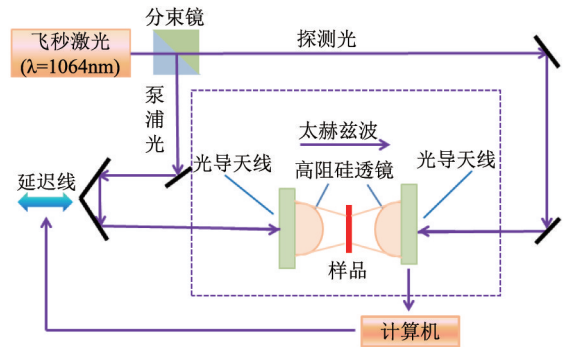 分束镜
飞秒激光
(λ=1064nm)
探测光
泵浦光
太赫兹波
光导天线
高阻硅透镜
光导天线
延迟线
样品
计算机